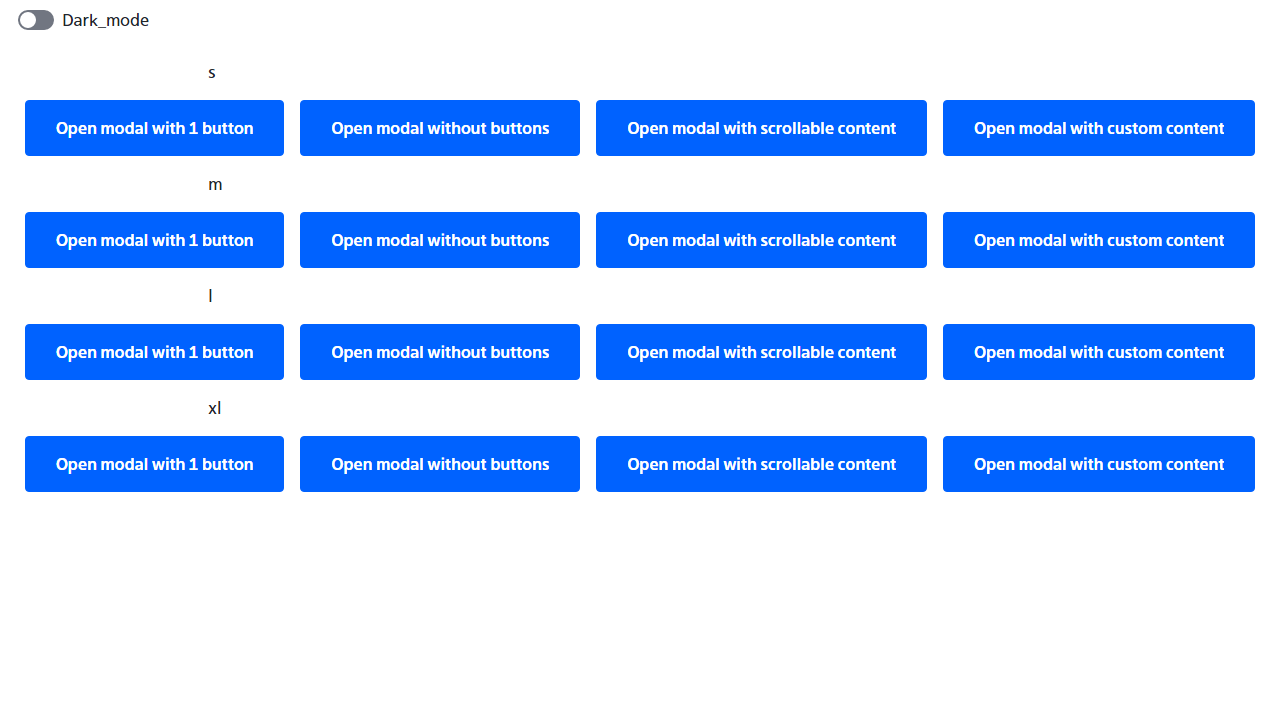 Dark_mode
s
Open modal with 1 button Open modal without buttons Open modal with scrollable content Open modal with custom content
m
Open modal with 1 button Open modal without buttons Open modal with scrollable content Open modal with custom content
l
Open modal with 1 button Open modal without buttons Open modal with scrollable content Open modal with custom content
xl
Open modal with 1 button Open modal without buttons Open modal with scrollable content Open modal with custom content